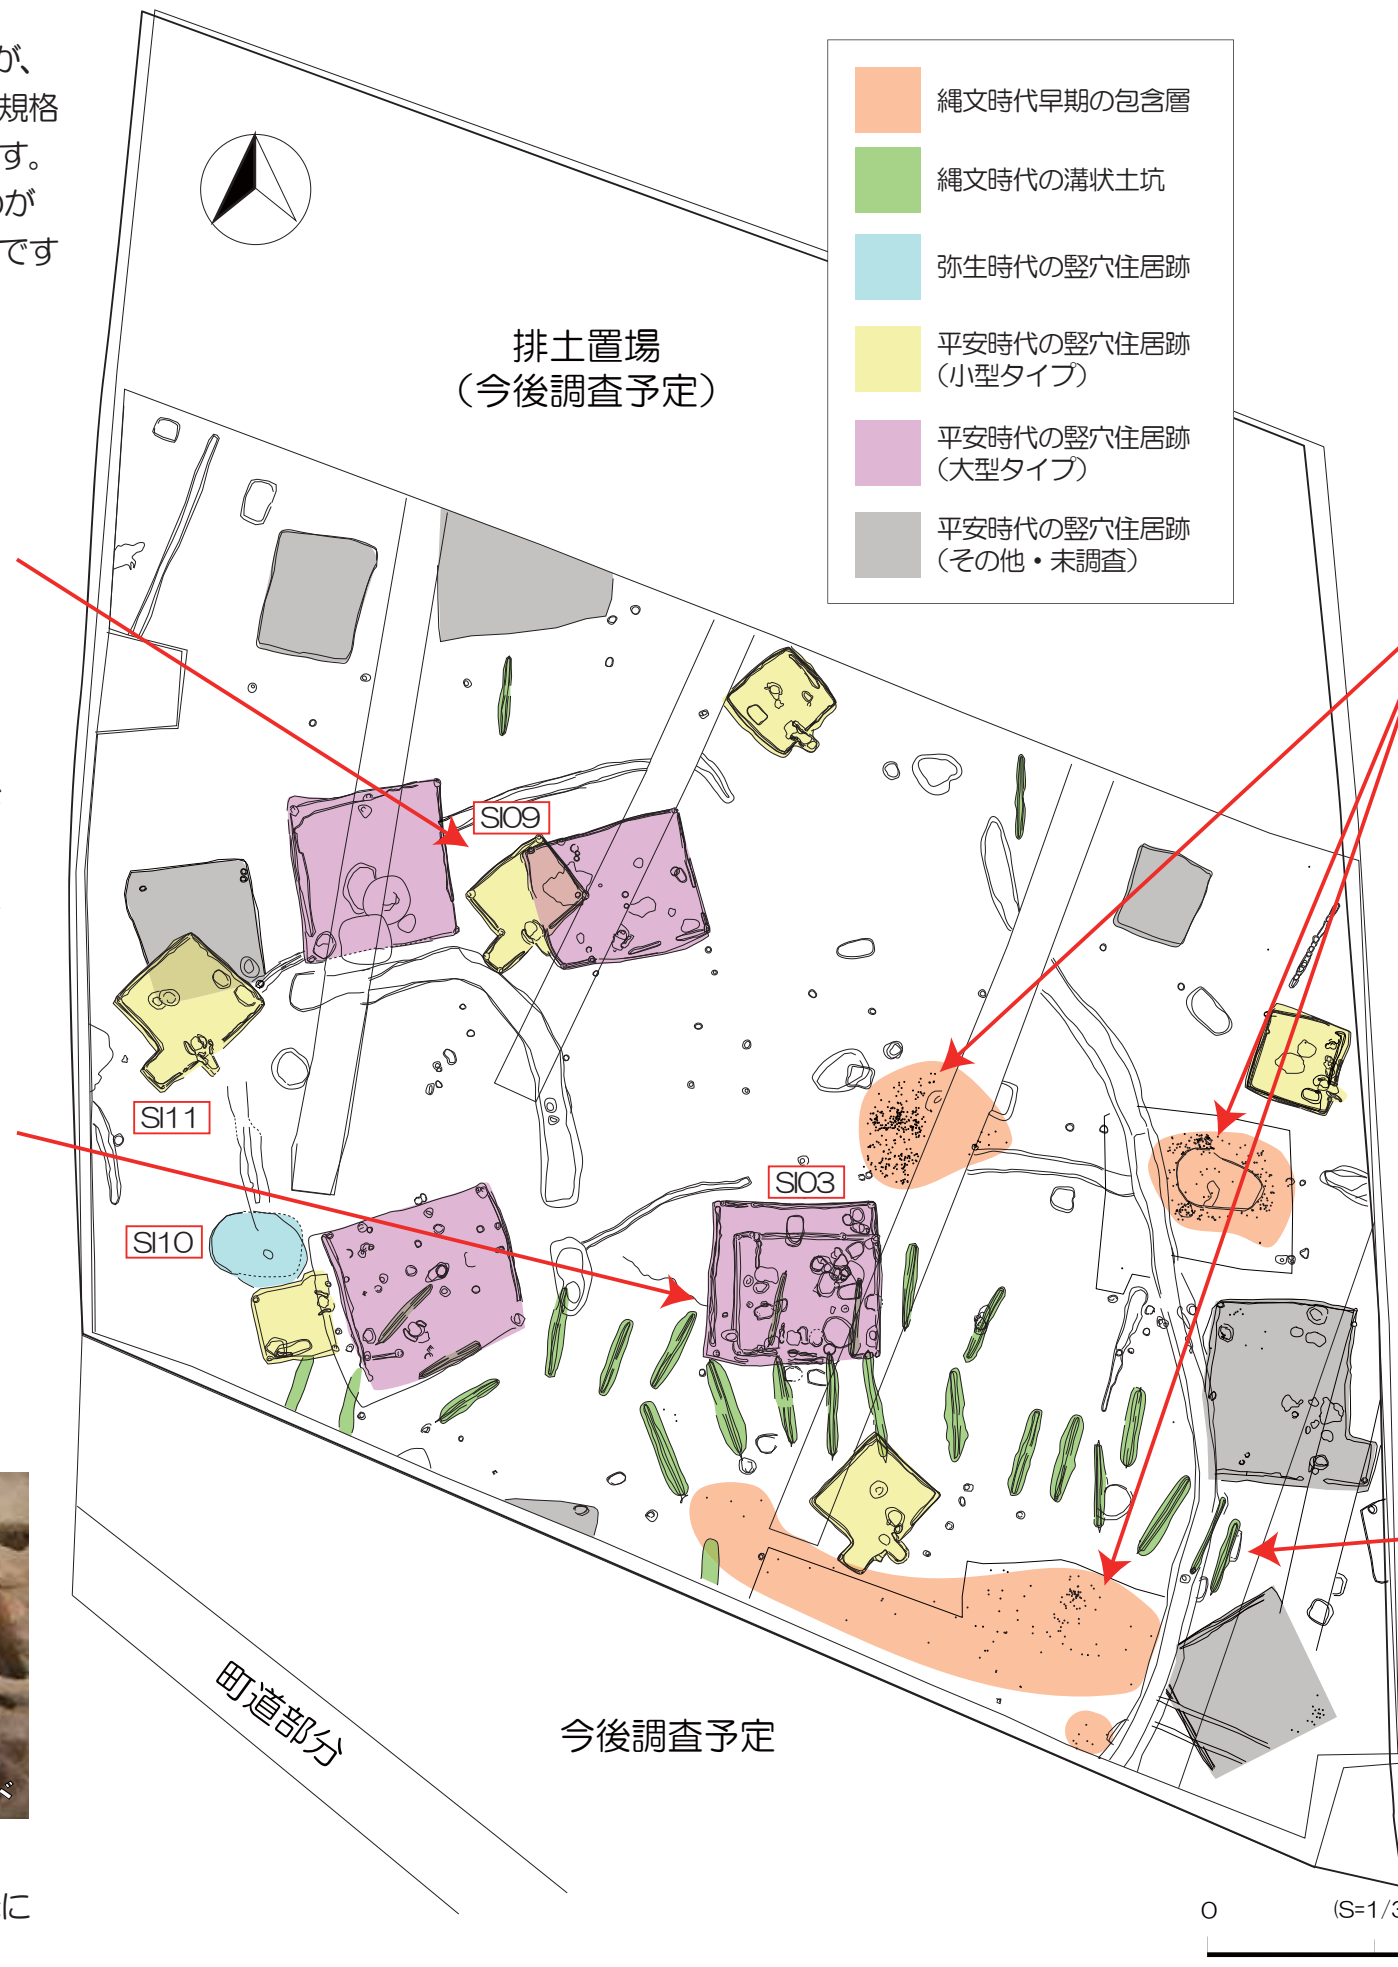 が、
規格
す。
が
です
縄文時代早期の包含層
縄文時代の溝状土坑
弥生時代の竪穴住居跡
平安時代の竪穴住居跡
（小型タイプ）
平安時代の竪穴住居跡
（大型タイプ）
平安時代の竪穴住居跡
（その他・未調査）
排土置場
（今後調査予定）
SI09
SI11
SI03
SI10
町道部分
今後調査予定
に
0
(S=1/3